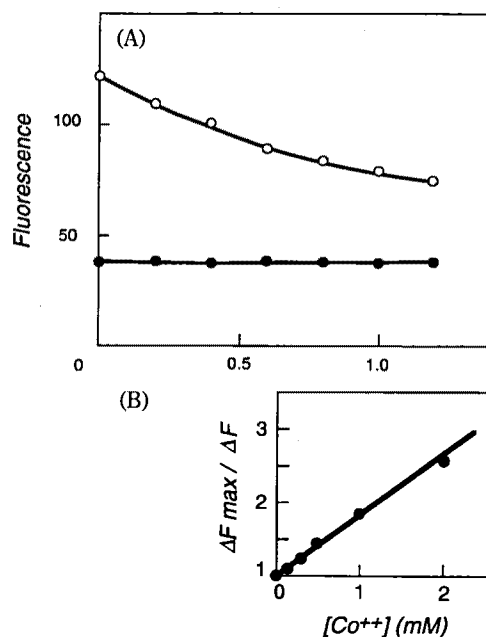 (A)
Fluorescence
100
50
0
0.5
1.0
(B)
ΔF max / ΔF
3
2
1
0
1
2
[Co++] (mM)